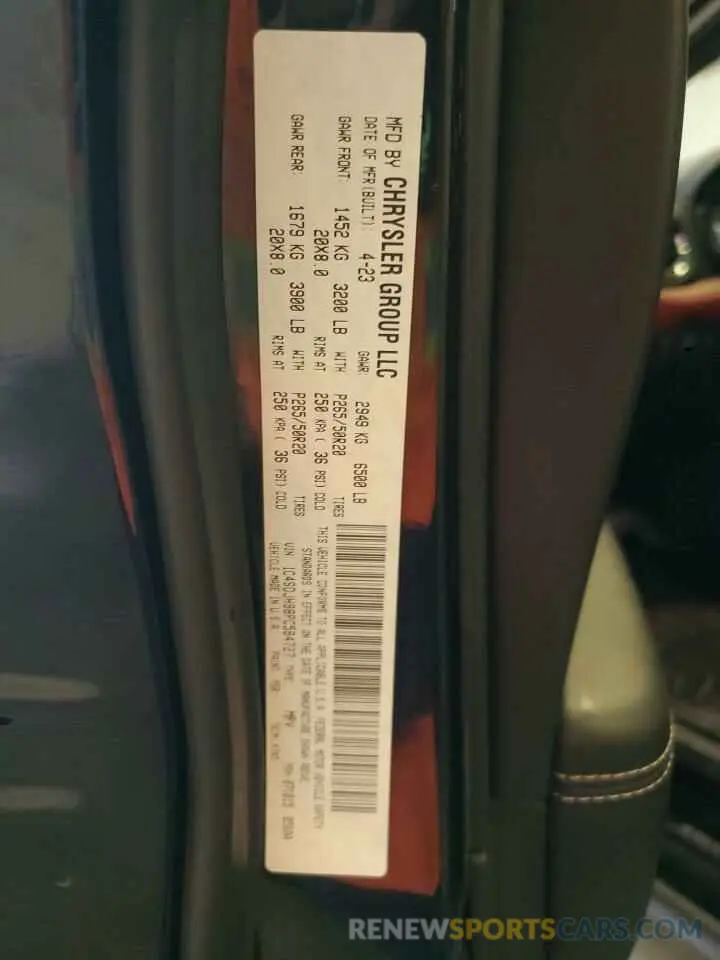 MFD BY CHRYSLER GROUP LLC
DATE OF MFR(BUILT): 4-23 GAWR: 2949 KG 6500 LB
GAWR FRONT: 1452 KG 3200 LB WITH P265/50R20 TIRES
20X8.0 RIMS AT 250 KPA ( 36 PSI) COLD
GAWR REAR: 1679 KG 3900 LB WITH P265/50R20 TIRES
20X8.0 RIMS AT 250 KPA ( 36 PSI) COLD
THIS VEHICLE CONFORMS TO ALL APPLICABLE U.S.A. FEDERAL MOTOR VEHICLE SAFETY
STANDARDS IN EFFECT ON THE DATE OF MANUFACTURE SHOWN ABOVE
VIN TYPE MPV
VEHICLE MADE IN U.S.A PAINT
RENEWSPORTSCARS.COM